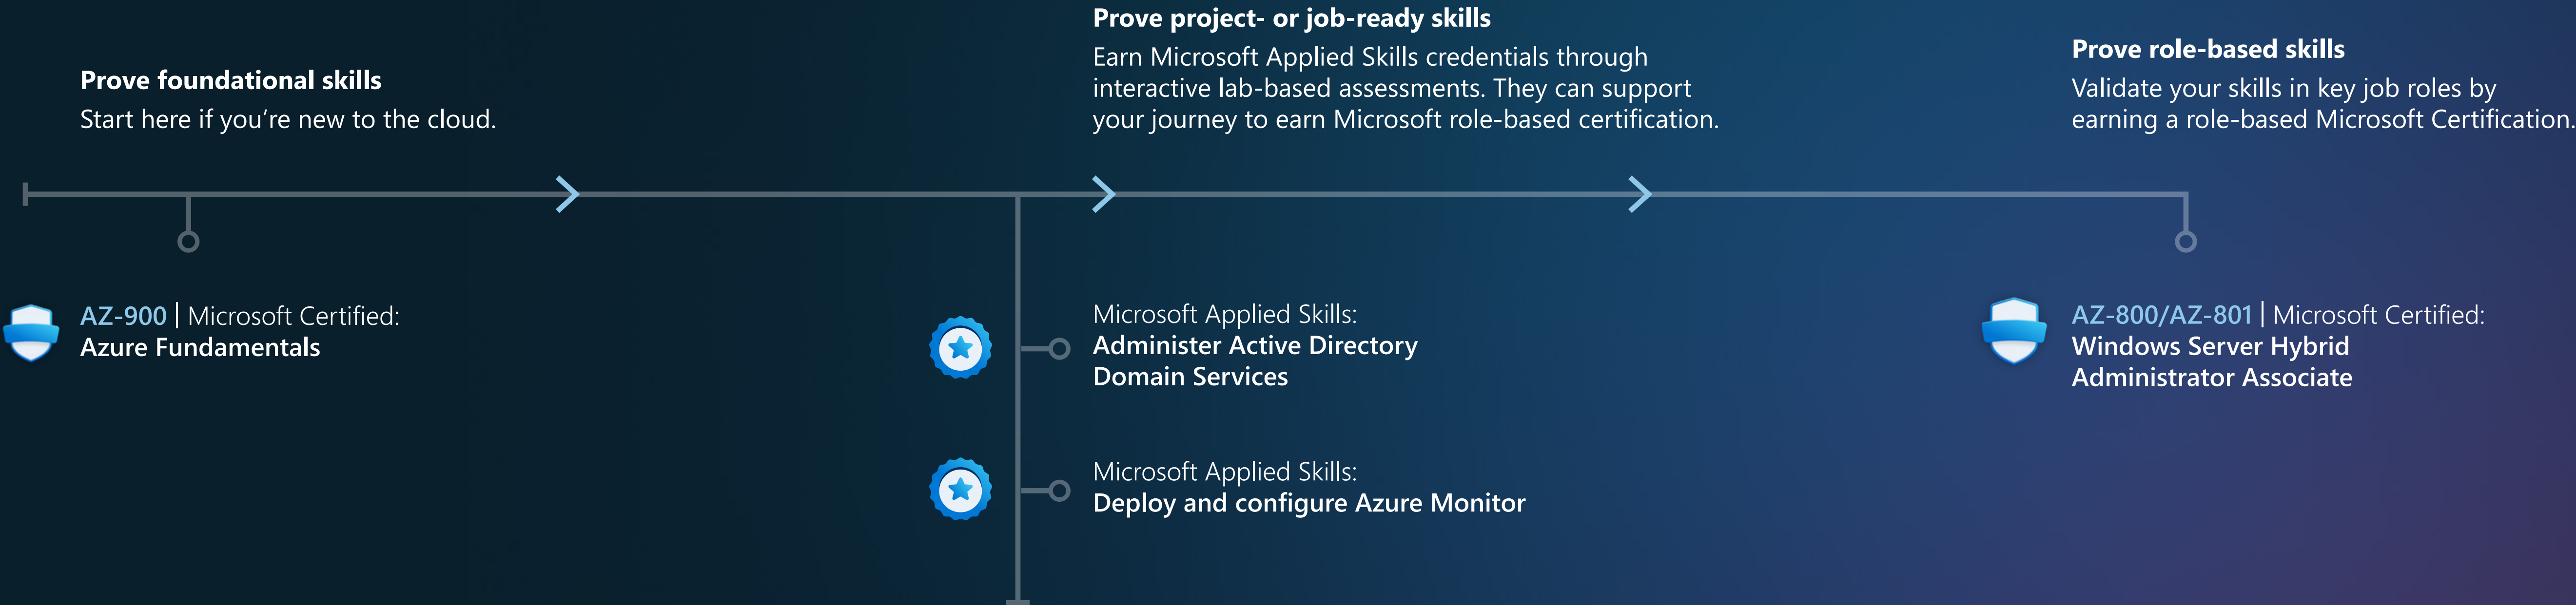 Prove foundational skills
Start here if you’re new to the cloud.
Prove project- or job-ready skills
Earn Microsoft Applied Skills credentials through
interactive lab-based assessments. They can support
your journey to earn Microsoft role-based certification.
Prove role-based skills
Validate your skills in key job roles by
earning a role-based Microsoft Certification.
AZ-900 | Microsoft Certified:
Azure Fundamentals
Microsoft Applied Skills:
Administer Active Directory
Domain Services
Microsoft Applied Skills:
Deploy and configure Azure Monitor
AZ-800/AZ-801 | Microsoft Certified:
Windows Server Hybrid
Administrator Associate